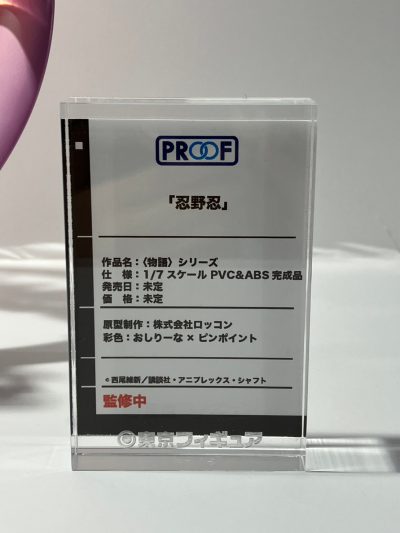 PROOF
「忍野忍」
作品名：〈物語〉シリーズ
仕　様：1/7 スケール PVC&ABS 完成品
発売日：未定
価　格：未定
原型制作：株式会社ロッコン
彩色：おしりーな × ピンポイント
©西尾維新／講談社・アニプレックス・シャフト
監修中
©東京フィギュア